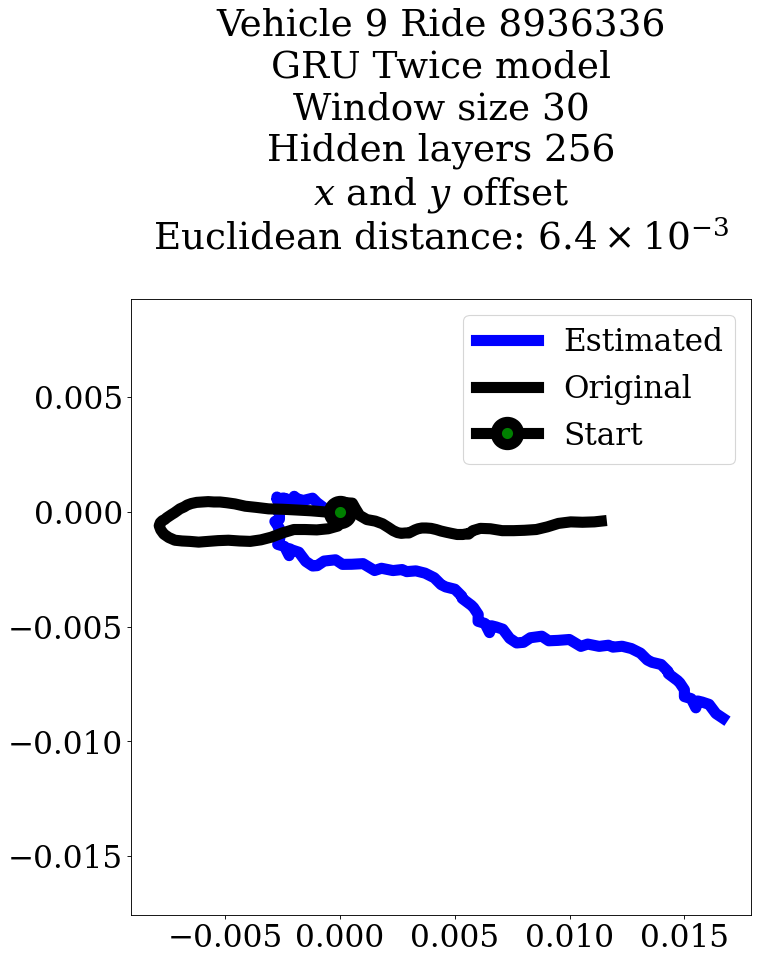 Vehicle 9 Ride 8936336
GRU Twice model
Window size 30
Hidden layers 256
x and y offset
Euclidean distance: 6.4 × 10⁻³
Estimated
Original
Start
0.005
0.000
−0.005
−0.010
−0.015
−0.005 0.000 0.005 0.010 0.015